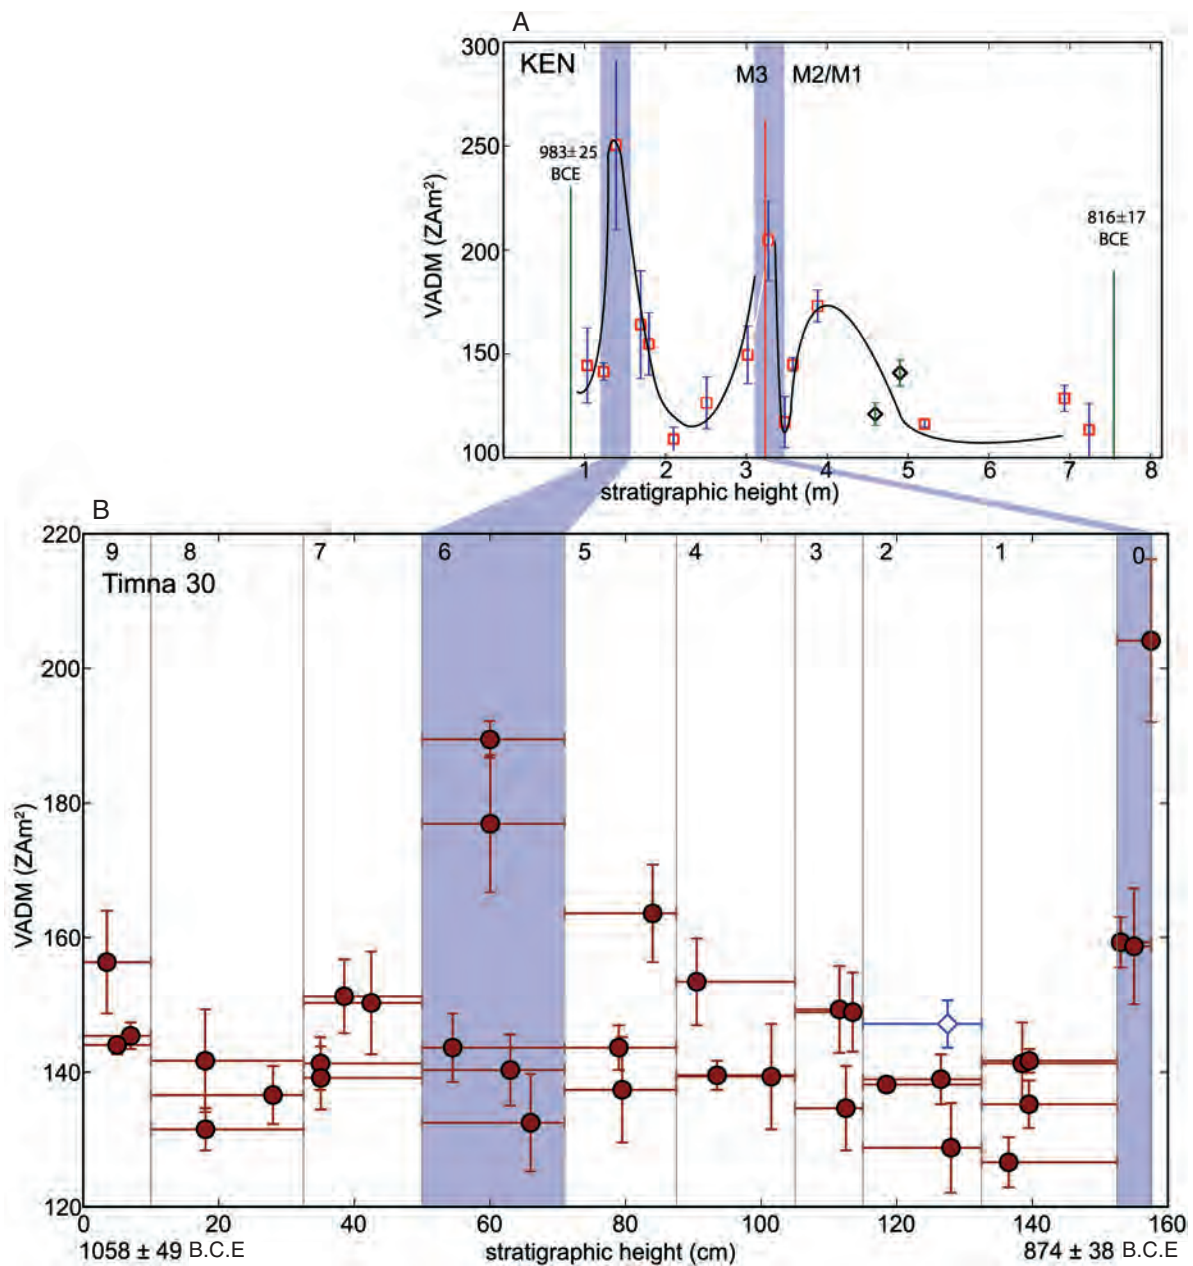 A
300
KEN
M3 M2/M1
250
983±25
BCE
VADM (ZAm²)
200
816±17
BCE
150
100
1 2 3 4 5 6 7 8
stratigraphic height (m)
B
220
9 8 7 6 5 4 3 2 1 0
Timna 30
200
180
VADM (ZAm²)
160
140
120
0 20 40 60 80 100 120 140 160
1058 ± 49 B.C.E stratigraphic height (cm) 874 ± 38 B.C.E